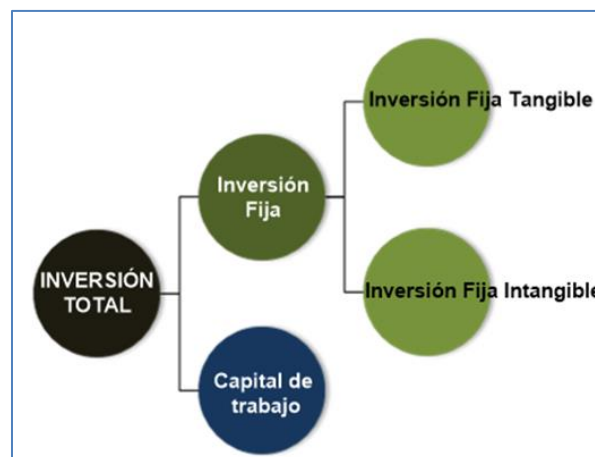 Inversión Fija Tangible
Inversión
Fija
INVERSIÓN
TOTAL
Inversión Fija Intangible
Capital de
trabajo